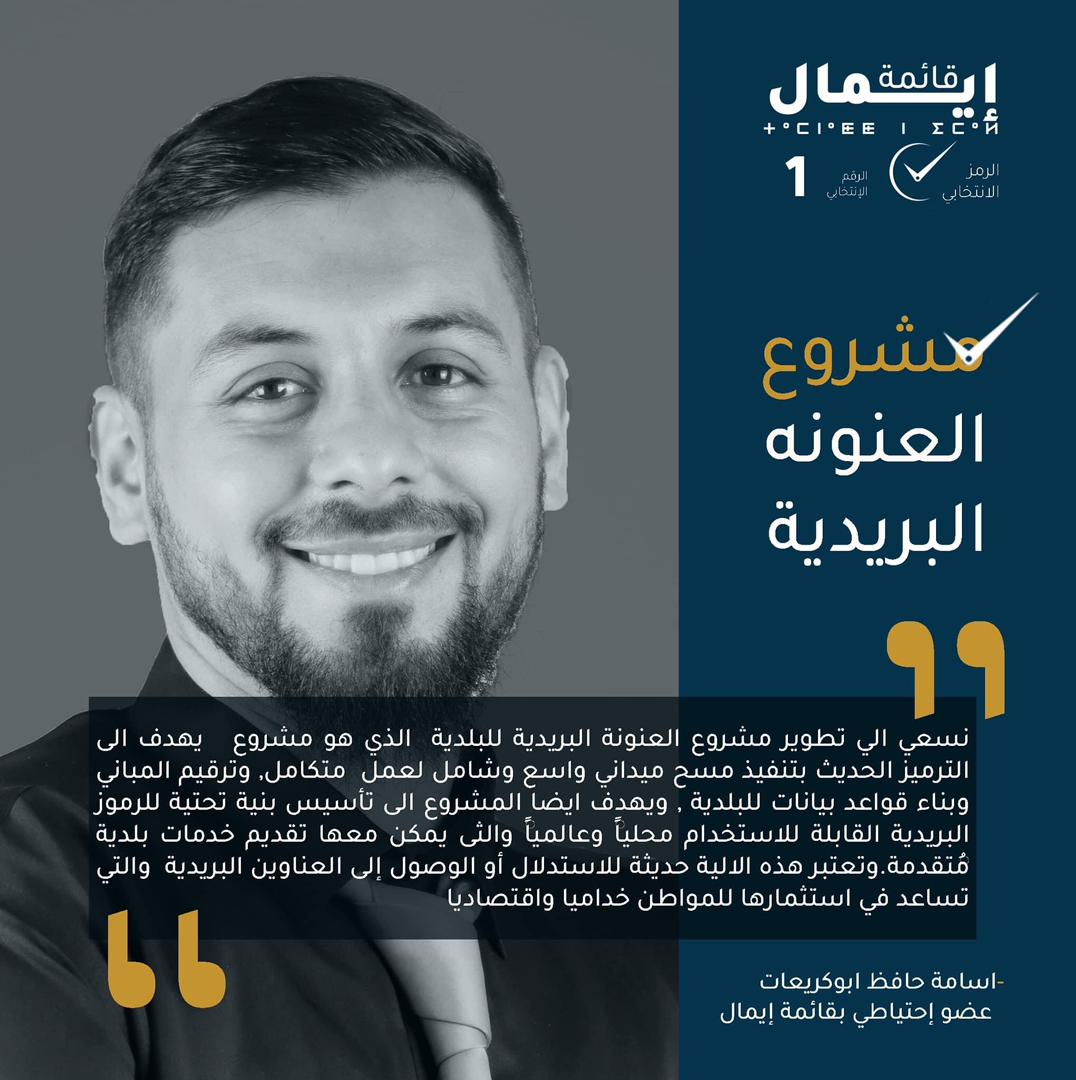 قائمة
إيـــمال
ⵜⴰⵎⵏⴰⴹⵜ ⵏ ⵉⵎⴰⵍ
الرمز
الانتخابي
الرقم
الإنتخابي
1
مشروع
العنونه
البريدية
نسعي الي تطوير مشروع العنونة البريدية للبلدية الذي هو مشروع يهدف الى
الترميز الحديث بتنفيذ مسح ميداني واسع وشامل لعمل متكامل, وترقيم المباني
وبناء قواعد بيانات للبلدية , ويهدف ايضا المشروع الى تأسيس بنية تحتية للرموز
البريدية القابلة للاستخدام محلياً وعالمياً والثى يمكن معها تقديم خدمات بلدية
مُتقدمة.وتعتبر هذه الالية حديثة للاستدلال أو الوصول إلى العناوين البريدية والتي
تساعد في استثمارها للمواطن خداميا واقتصاديا
-اسامة حافظ ابوكريعات
عضو إحتياطي بقائمة إيمال